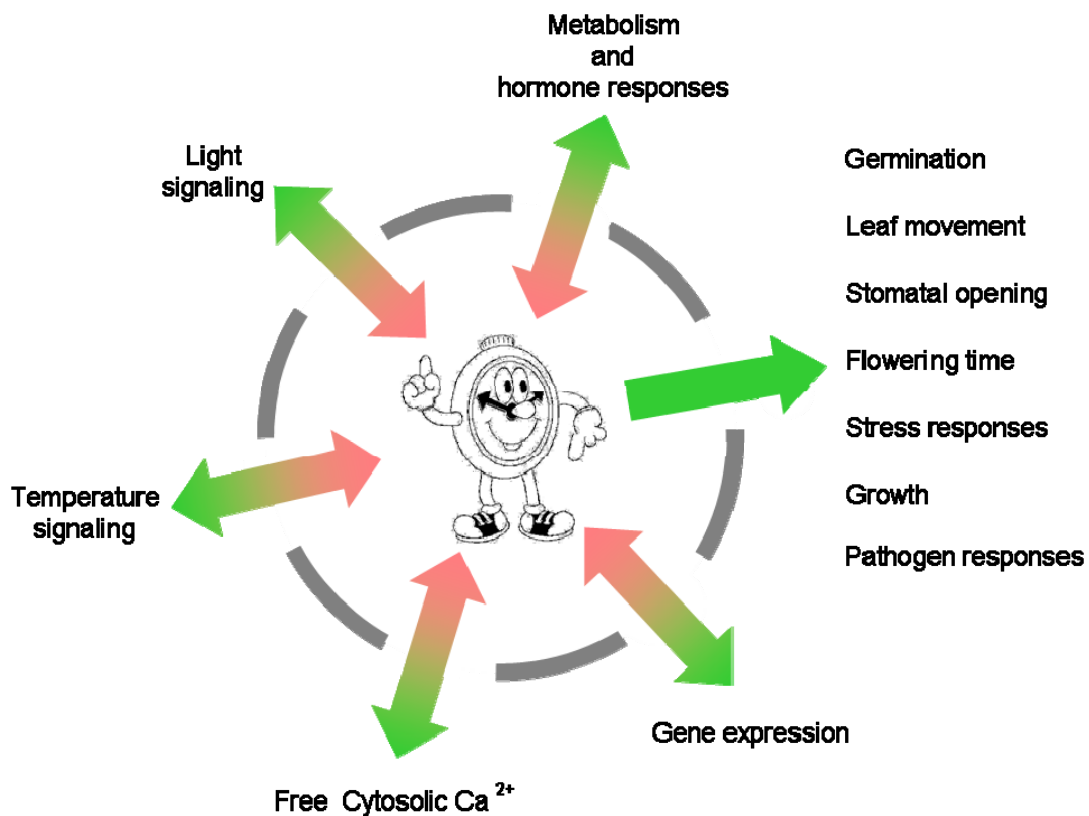 Metabolism
and
hormone responses
Light
signaling
Germination
Leaf movement
Stomatal opening
Flowering time
Stress responses
Growth
Pathogen responses
Temperature
signaling
Gene expression
Free Cytosolic Ca 2+